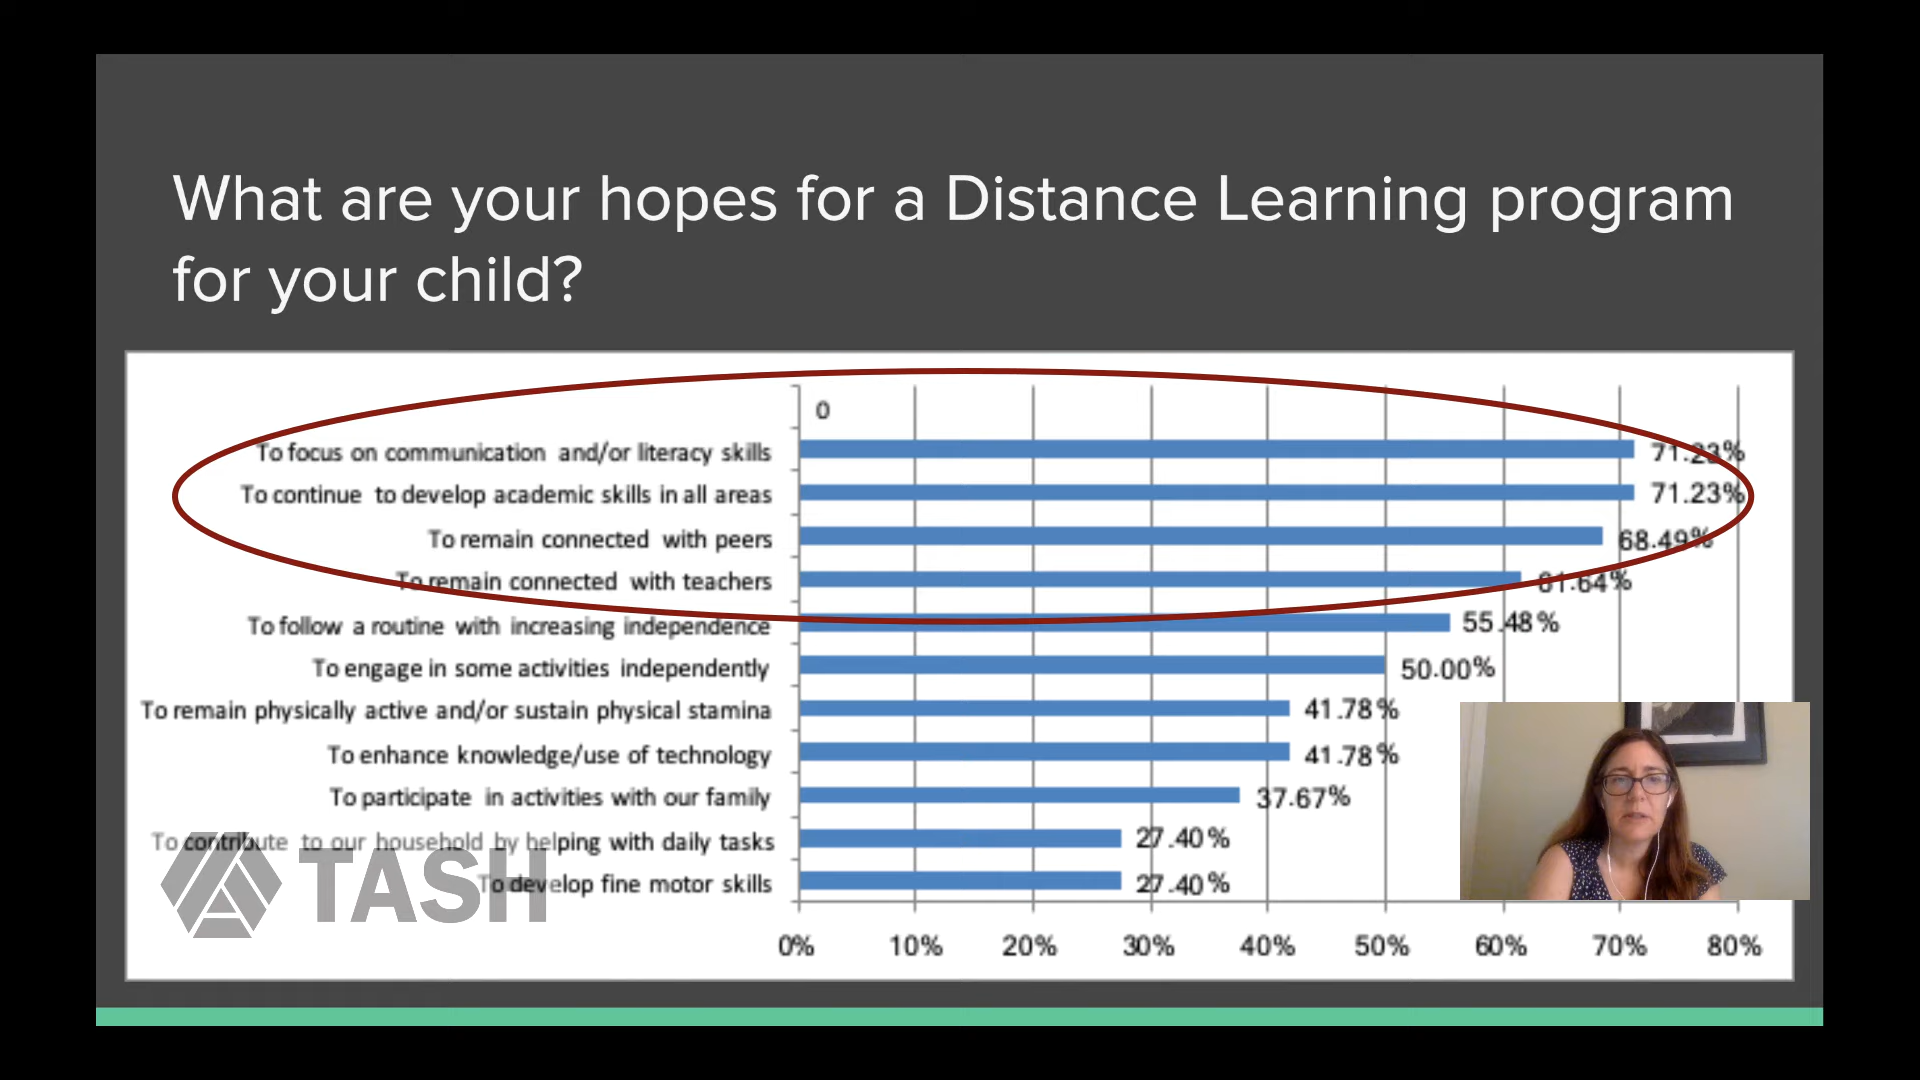 What are your hopes for a Distance Learning program
for your child?
0
To focus on communication and/or literacy skills 71.23%
To continue to develop academic skills in all areas 71.23%
To remain connected with peers 68.49%
To remain connected with teachers 61.64%
To follow a routine with increasing independence 55.48%
To engage in some activities independently 50.00%
To remain physically active and/or sustain physical stamina 41.78%
To enhance knowledge/use of technology 41.78%
To participate in activities with our family 37.67%
To contribute to our household by helping with daily tasks 27.40%
To develop fine motor skills 27.40%
0% 10% 20% 30% 40% 50% 60% 70% 80%
TASH